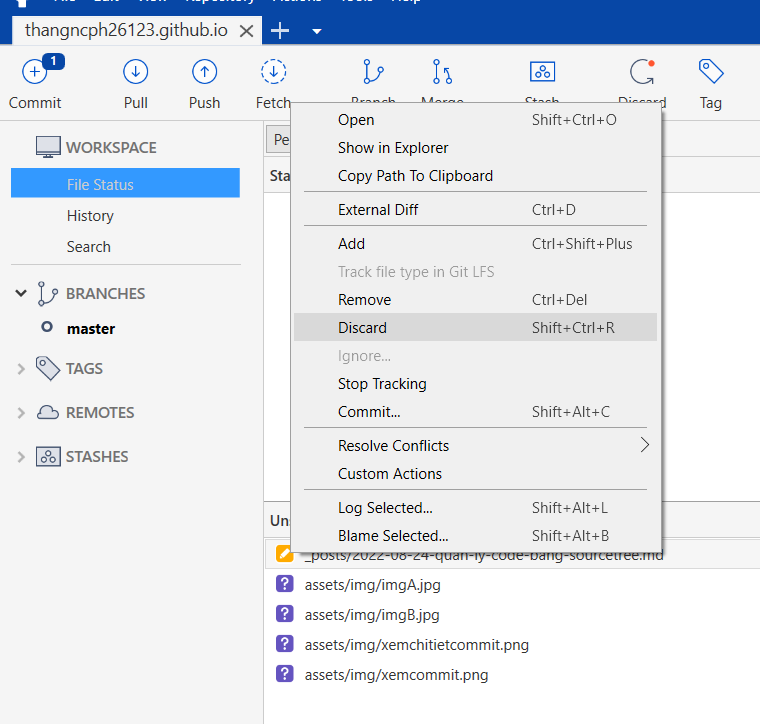 thangncph26123.github.io
1
Commit
Pull
Push
Fetch
Branch
Merge
Stash
Discard
Tag
WORKSPACE
File Status
History
Search
BRANCHES
master
TAGS
REMOTES
STASHES
Pe
Sta
Open Shift+Ctrl+O
Show in Explorer
Copy Path To Clipboard
External Diff Ctrl+D
Add Ctrl+Shift+Plus
Track file type in Git LFS
Remove Ctrl+Del
Discard Shift+Ctrl+R
Ignore...
Stop Tracking
Commit... Shift+Alt+C
Resolve Conflicts
Custom Actions
Log Selected... Shift+Alt+L
Blame Selected... Shift+Alt+B
Uns
_posts/2022-08-24-quan-ly-code-bang-sourcetree.md
assets/img/imgA.jpg
assets/img/imgB.jpg
assets/img/xemchitietcommit.png
assets/img/xemcommit.png